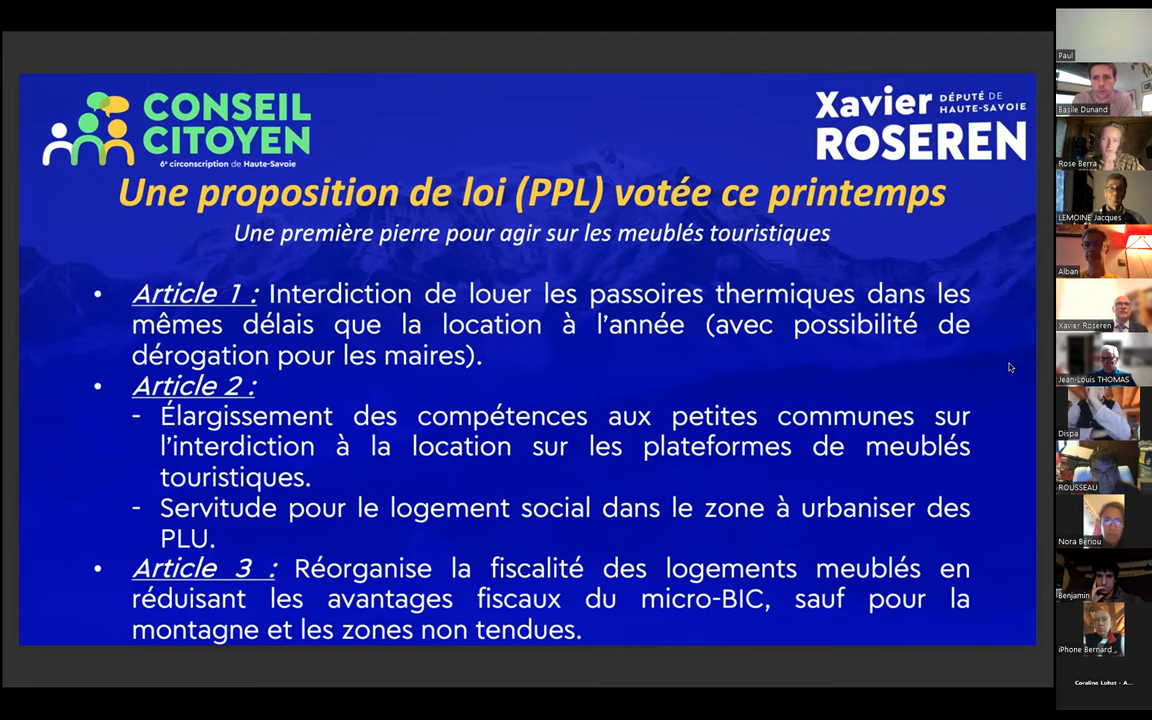 CONSEIL
CITOYEN
6e circonscription de Haute-Savoie
Xavier DÉPUTÉ DE
HAUTE-SAVOIE
ROSEREN
Une proposition de loi (PPL) votée ce printemps
Une première pierre pour agir sur les meublés touristiques
• Article 1 : Interdiction de louer les passoires thermiques dans les
mêmes délais que la location à l’année (avec possibilité de
dérogation pour les maires).
• Article 2 :
- Élargissement des compétences aux petites communes sur
l’interdiction à la location sur les plateformes de meublés
touristiques.
- Servitude pour le logement social dans le zone à urbaniser des
PLU.
• Article 3 : Réorganise la fiscalité des logements meublés en
réduisant les avantages fiscaux du micro-BIC, sauf pour la
montagne et les zones non tendues.
Paul
Basile Dunand
Rose Berra
LEMOINE Jacques
Alban
Xavier Roseren
Jean-Louis THOMAS
Dispa
ROUSSEAU
Nora Beriou
Benjamin
iPhone Bernard
Coraline Lohat - A...